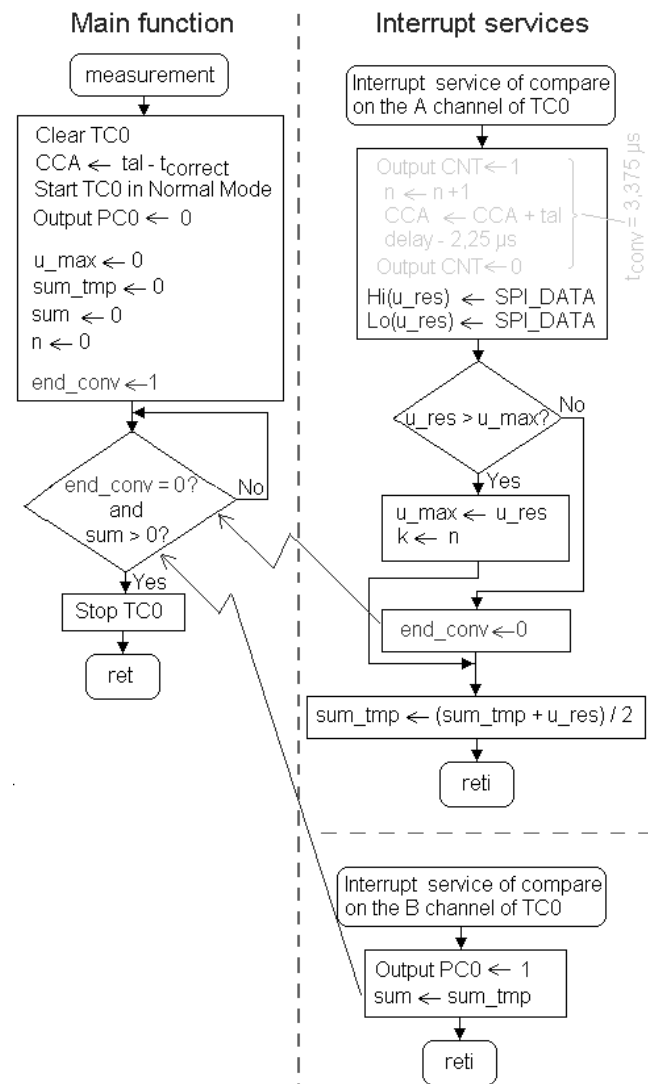 Main function
measurement
Clear TC0
CCA ← tal - tcorrect
Start TC0 in Normal Mode
Output PC0 ← 0
u_max ← 0
sum_tmp ← 0
sum ← 0
n ← 0
end_conv ← 1
end_conv = 0?
and
sum > 0?
No
Yes
Stop TC0
ret
Interrupt services
Interrupt service of compare
on the A channel of TC0
Output CNT ← 1
n ← n+1
CCA ← CCA + tal
delay - 2,25 µs
Output CNT ← 0
tconv = 3,375 µs
Hi(u_res) ← SPI_DATA
Lo(u_res) ← SPI_DATA
u_res > u_max?
No
Yes
u_max ← u_res
k ← n
end_conv ← 0
sum_tmp ← (sum_tmp + u_res) / 2
reti
Interrupt service of compare
on the B channel of TC0
Output PC0 ← 1
sum ← sum_tmp
reti